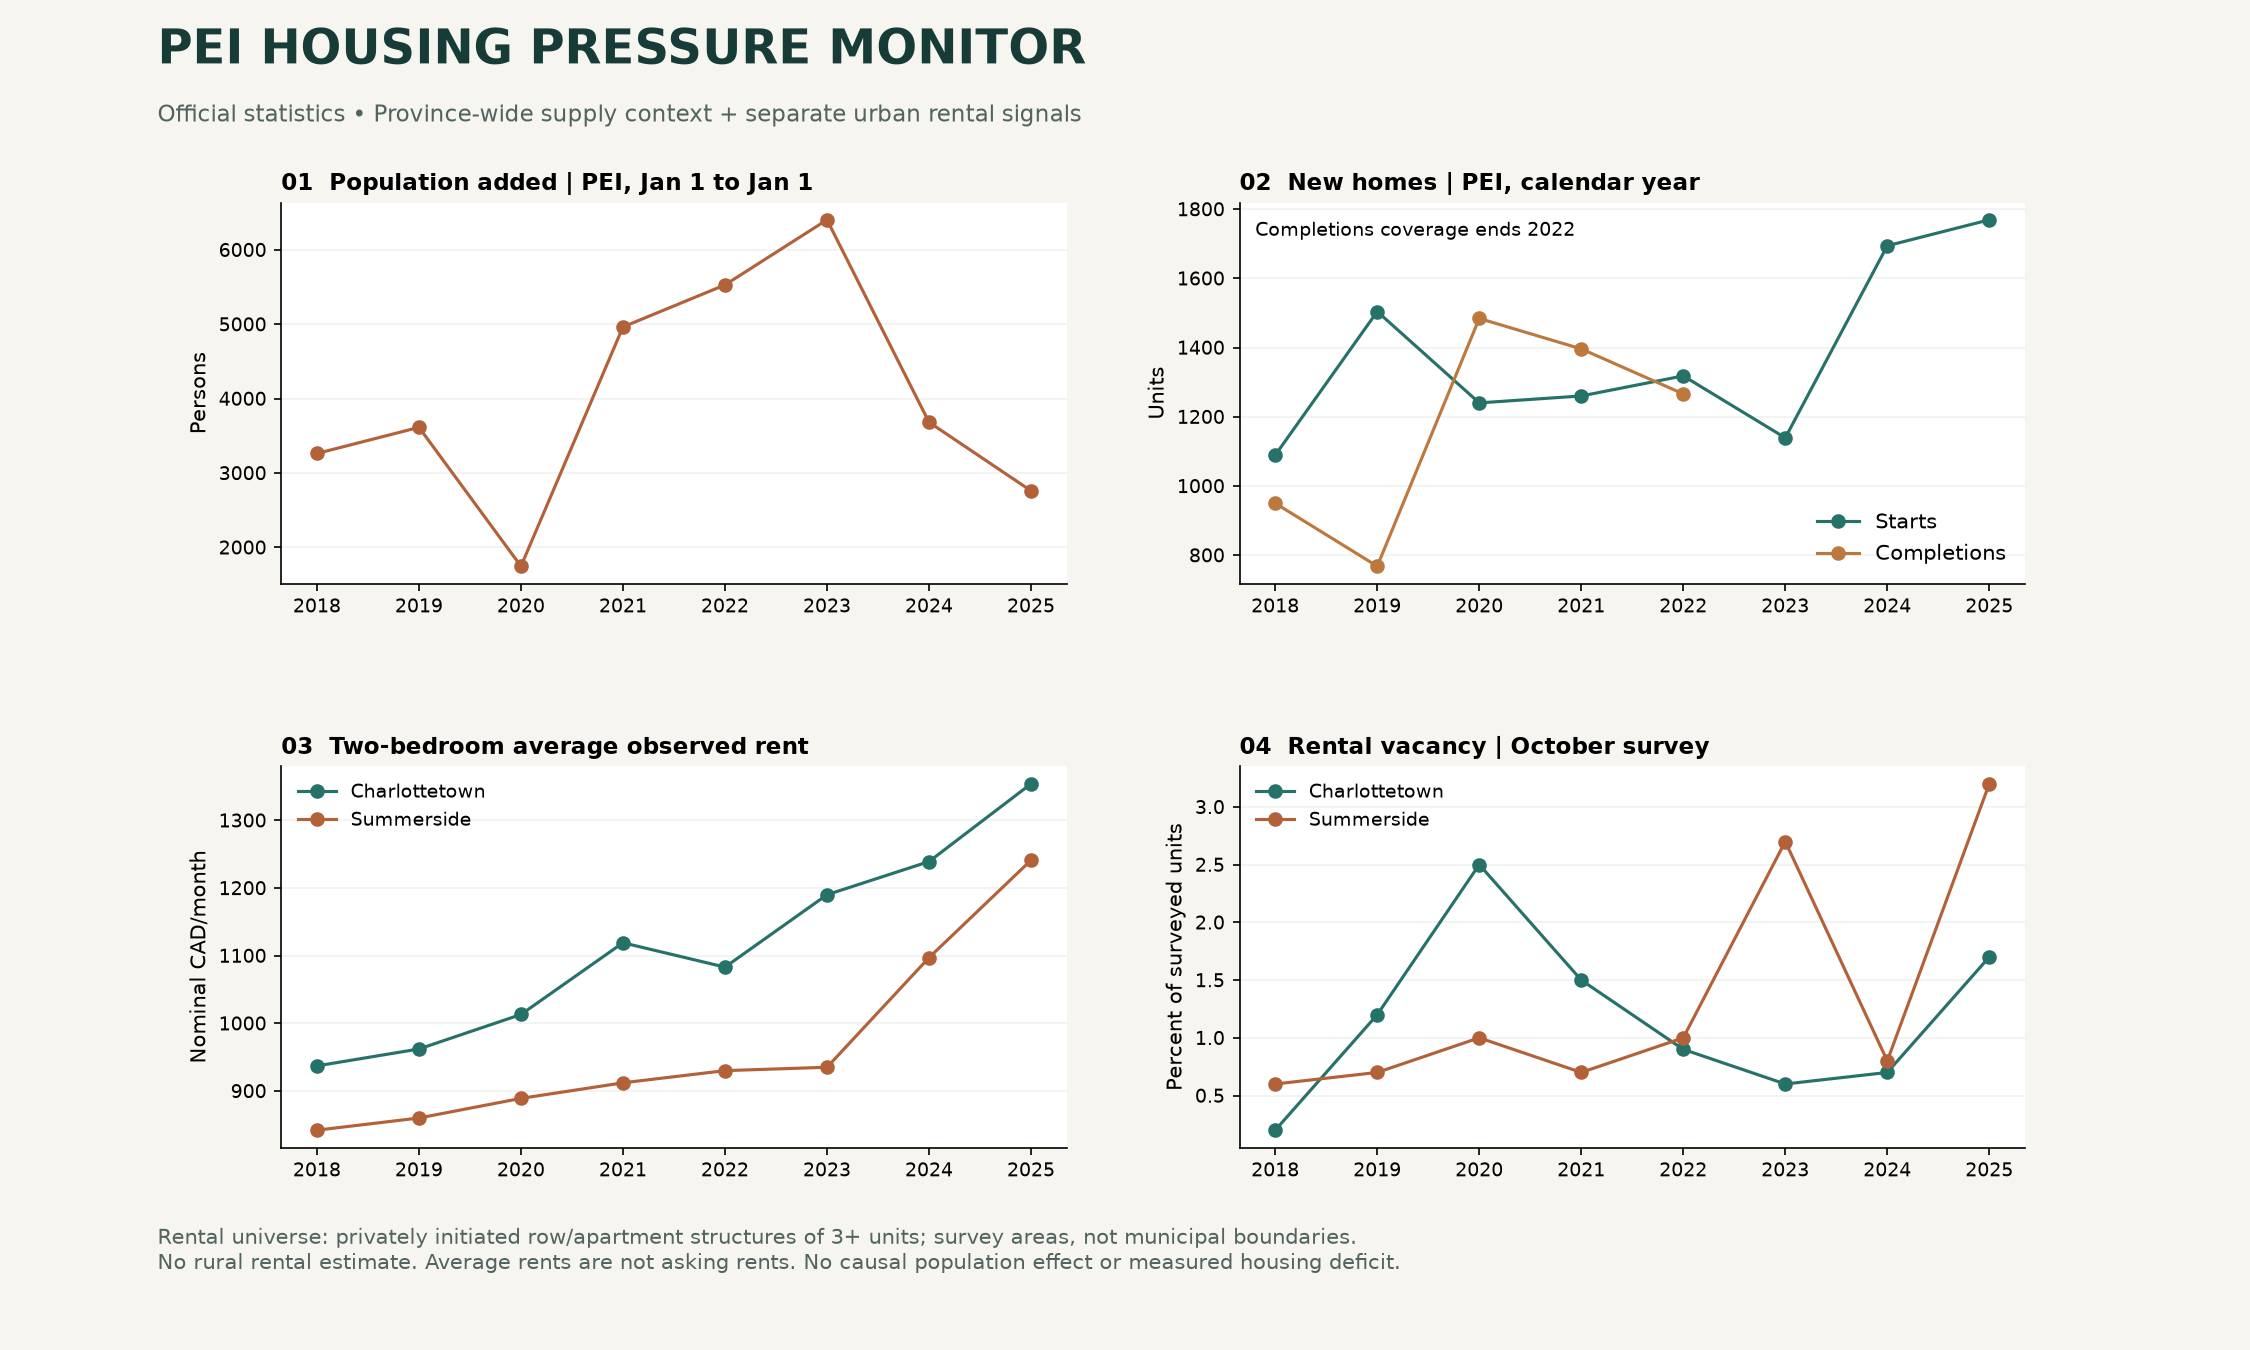 PEI HOUSING PRESSURE MONITOR
Official statistics • Province-wide supply context + separate urban rental signals
01  Population added | PEI, Jan 1 to Jan 1
Persons
6000
5000
4000
3000
2000
2018 2019 2020 2021 2022 2023 2024 2025
02  New homes | PEI, calendar year
Completions coverage ends 2022
Units
1800
1600
1400
1200
1000
800
Starts
Completions
2018 2019 2020 2021 2022 2023 2024 2025
03  Two-bedroom average observed rent
Charlottetown
Summerside
Nominal CAD/month
1300
1200
1100
1000
900
2018 2019 2020 2021 2022 2023 2024 2025
04  Rental vacancy | October survey
Charlottetown
Summerside
Percent of surveyed units
3.0
2.5
2.0
1.5
1.0
0.5
2018 2019 2020 2021 2022 2023 2024 2025
Rental universe: privately initiated row/apartment structures of 3+ units; survey areas, not municipal boundaries.
No rural rental estimate. Average rents are not asking rents. No causal population effect or measured housing deficit.